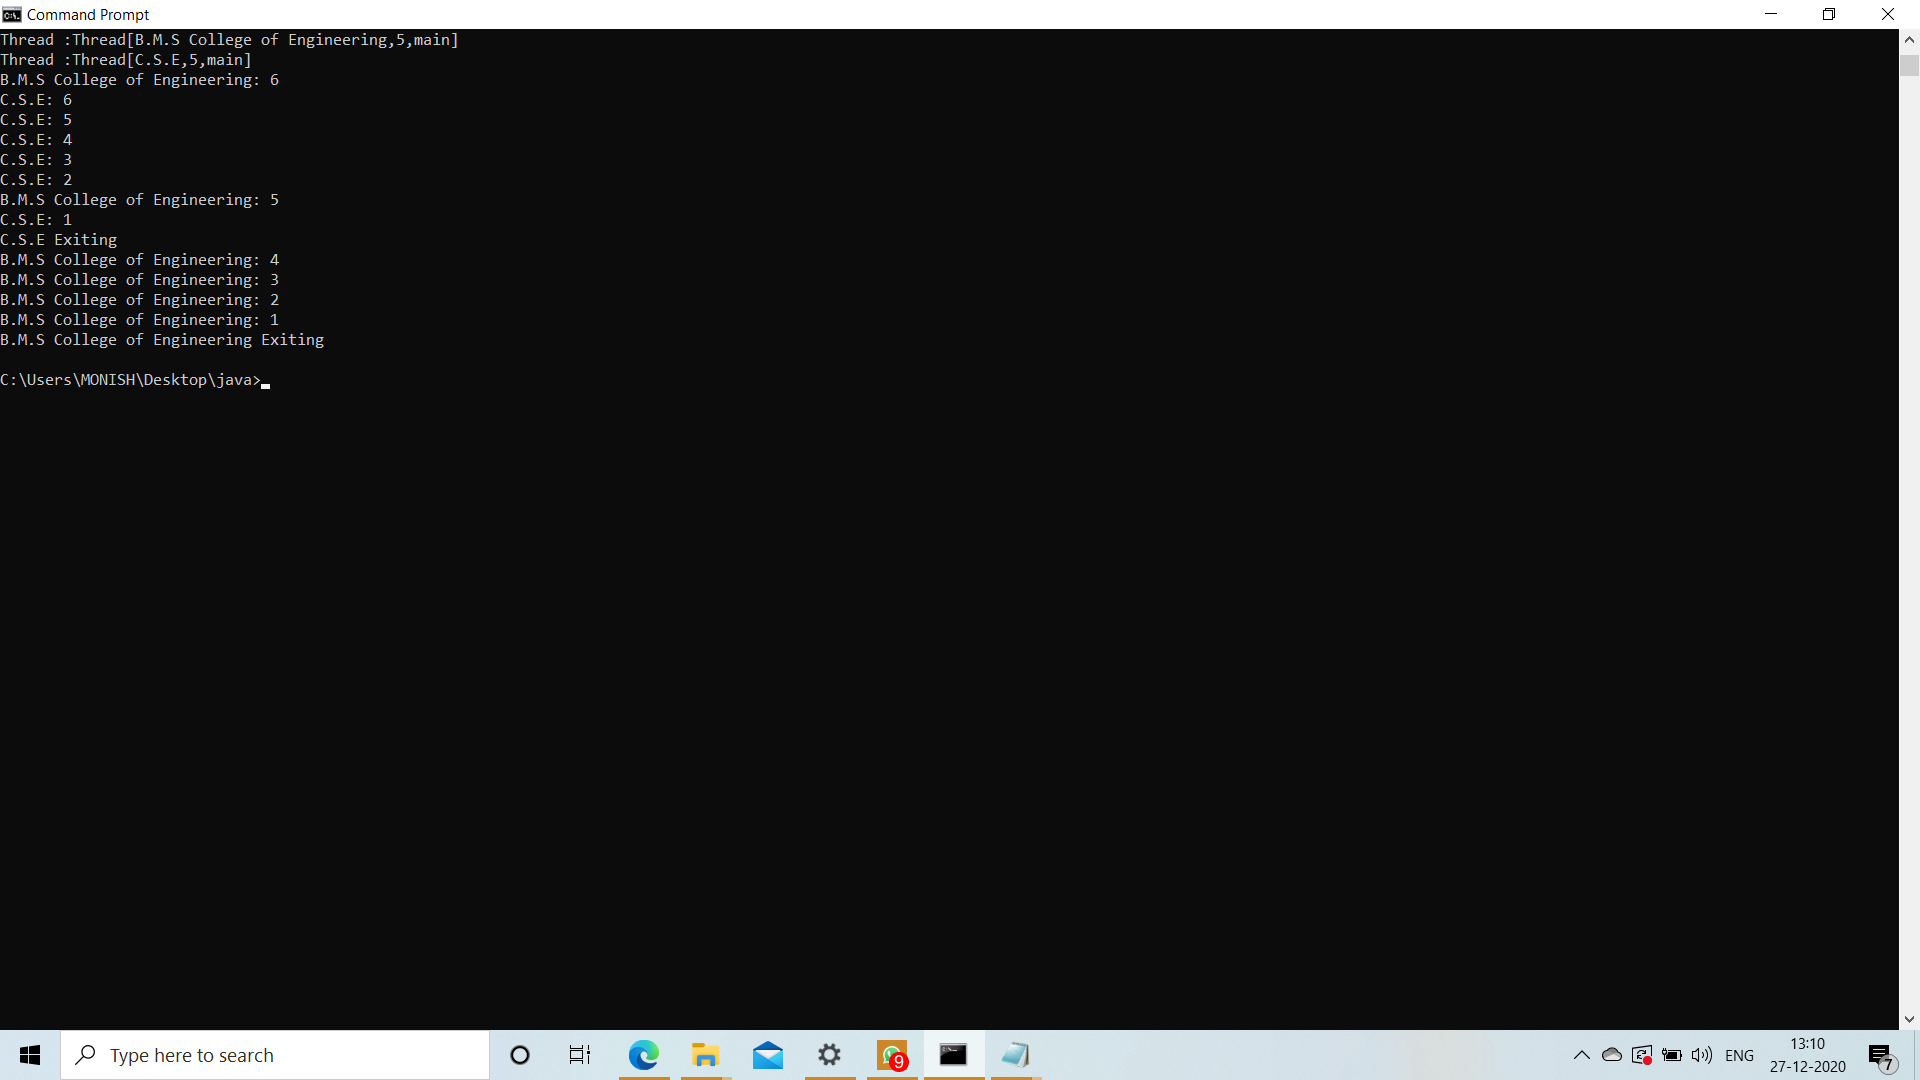 Command Prompt
Thread :Thread[B.M.S College of Engineering,5,main]
Thread :Thread[C.S.E,5,main]
B.M.S College of Engineering: 6
C.S.E: 6
C.S.E: 5
C.S.E: 4
C.S.E: 3
C.S.E: 2
B.M.S College of Engineering: 5
C.S.E: 1
C.S.E Exiting
B.M.S College of Engineering: 4
B.M.S College of Engineering: 3
B.M.S College of Engineering: 2
B.M.S College of Engineering: 1
B.M.S College of Engineering Exiting
C:\Users\MONISH\Desktop\java>
Type here to search
9
ENG
13:10
27-12-2020
7